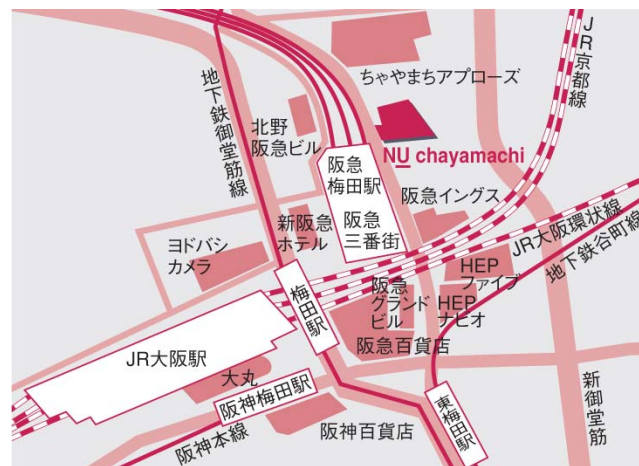 ちゃやまちアプローズ
JR京都線
地下鉄御堂筋線
北野
阪急ビル
NU chayamachi
阪急
梅田駅
阪急イングス
新阪急
ホテル
阪急
三番街
ヨドバシ
カメラ
JR大阪環状線
地下鉄谷町線
HEP
ファイブ
梅田駅
阪急
グランド
ビル
HEP
ナビオ
阪急百貨店
JR大阪駅
大丸
阪神梅田駅
東梅田駅
新御堂筋
阪神本線
阪神百貨店